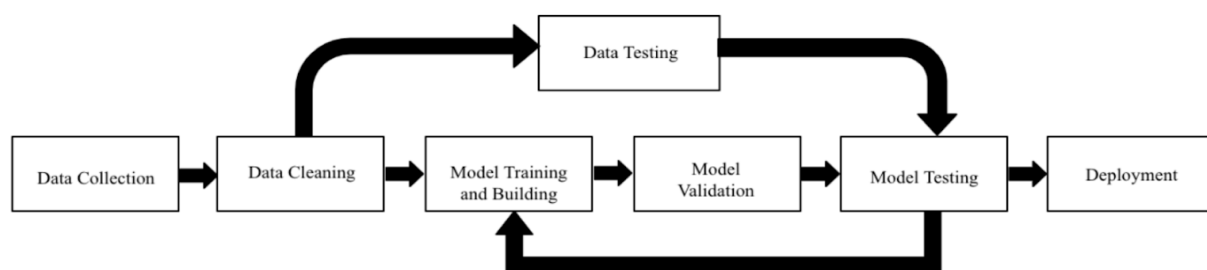 Data Testing
Data Collection
Data Cleaning
Model Training
and Building
Model
Validation
Model Testing
Deployment